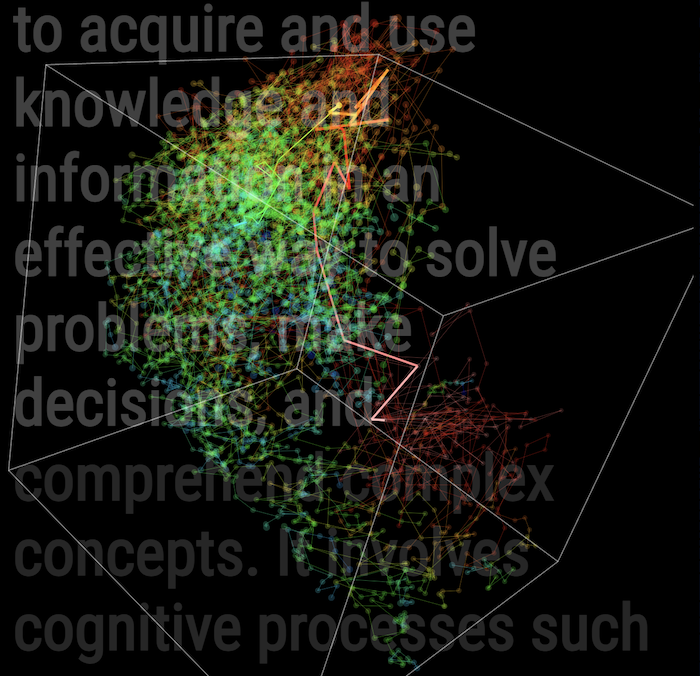 to acquire and use
knowledge and
information in an
effective way to solve
problems, make
decisions, and
comprehend complex
concepts. It involves
cognitive processes such